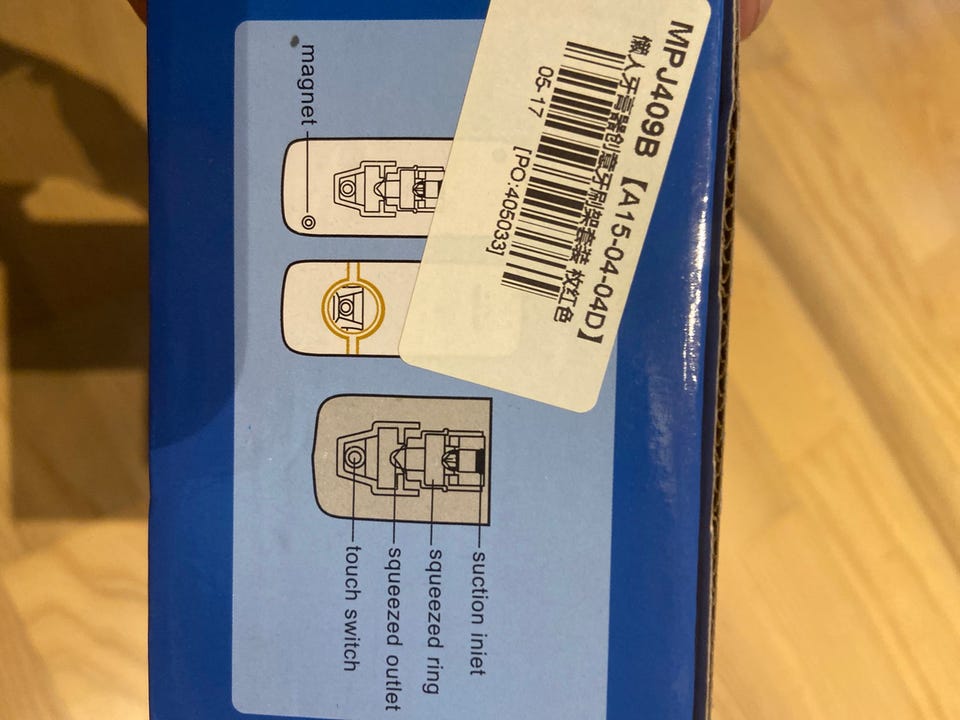 MPJ409B 【A15-04-04D】
懒人牙膏器创意牙刷架套装 玫红色
05-17
[PO:405033]
magnet
suction iniet
squeezed ring
squeezed outlet
touch switch